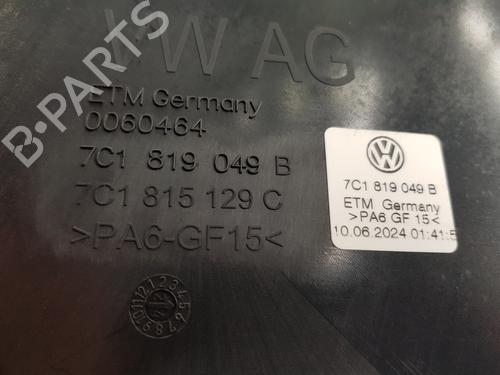 VW AG
ETM Germany
0060464
7C1 819 049 B
7C1 815 129 C
>PA6-GF15<
7C1 819 049 B
ETM Germany
>PA6 GF 15<
10.06.2024 01:41:5
B-PARTS